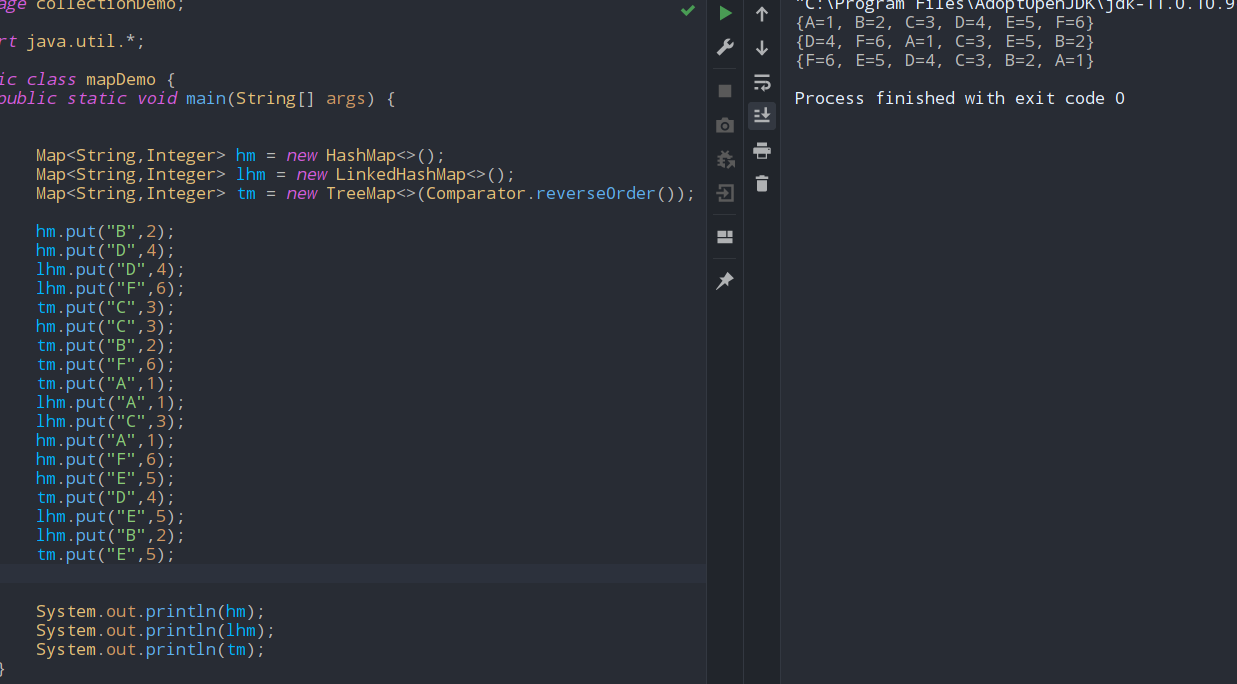 age collectionDemo;
rt java.util.*;
ic class mapDemo {
public static void main(String[] args) {
Map<String,Integer> hm = new HashMap<>();
Map<String,Integer> lhm = new LinkedHashMap<>();
Map<String,Integer> tm = new TreeMap<>(Comparator.reverseOrder());
hm.put("B",2);
hm.put("D",4);
lhm.put("D",4);
lhm.put("F",6);
tm.put("C",3);
hm.put("C",3);
tm.put("B",2);
tm.put("F",6);
tm.put("A",1);
lhm.put("A",1);
lhm.put("C",3);
hm.put("A",1);
hm.put("F",6);
hm.put("E",5);
tm.put("D",4);
lhm.put("E",5);
lhm.put("B",2);
tm.put("E",5);
System.out.println(hm);
System.out.println(lhm);
System.out.println(tm);
}
"C:\Program Files\AdoptOpenJDK\jdk-11.0.10.9
{A=1, B=2, C=3, D=4, E=5, F=6}
{D=4, F=6, A=1, C=3, E=5, B=2}
{F=6, E=5, D=4, C=3, B=2, A=1}
Process finished with exit code 0